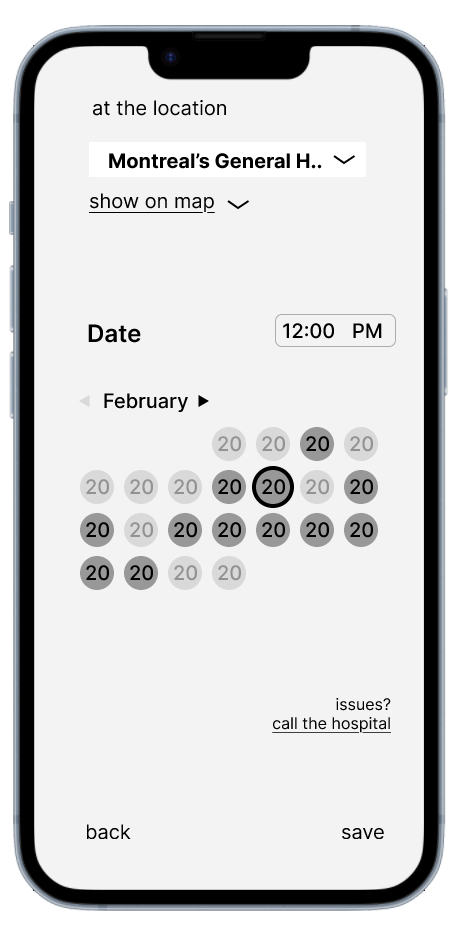 at the location
Montreal's General H..
show on map
Date
12:00 PM
February
20 20 20 20
20 20 20 20 20 20 20
20 20 20 20 20 20 20
20 20 20 20
issues?
call the hospital
back
save